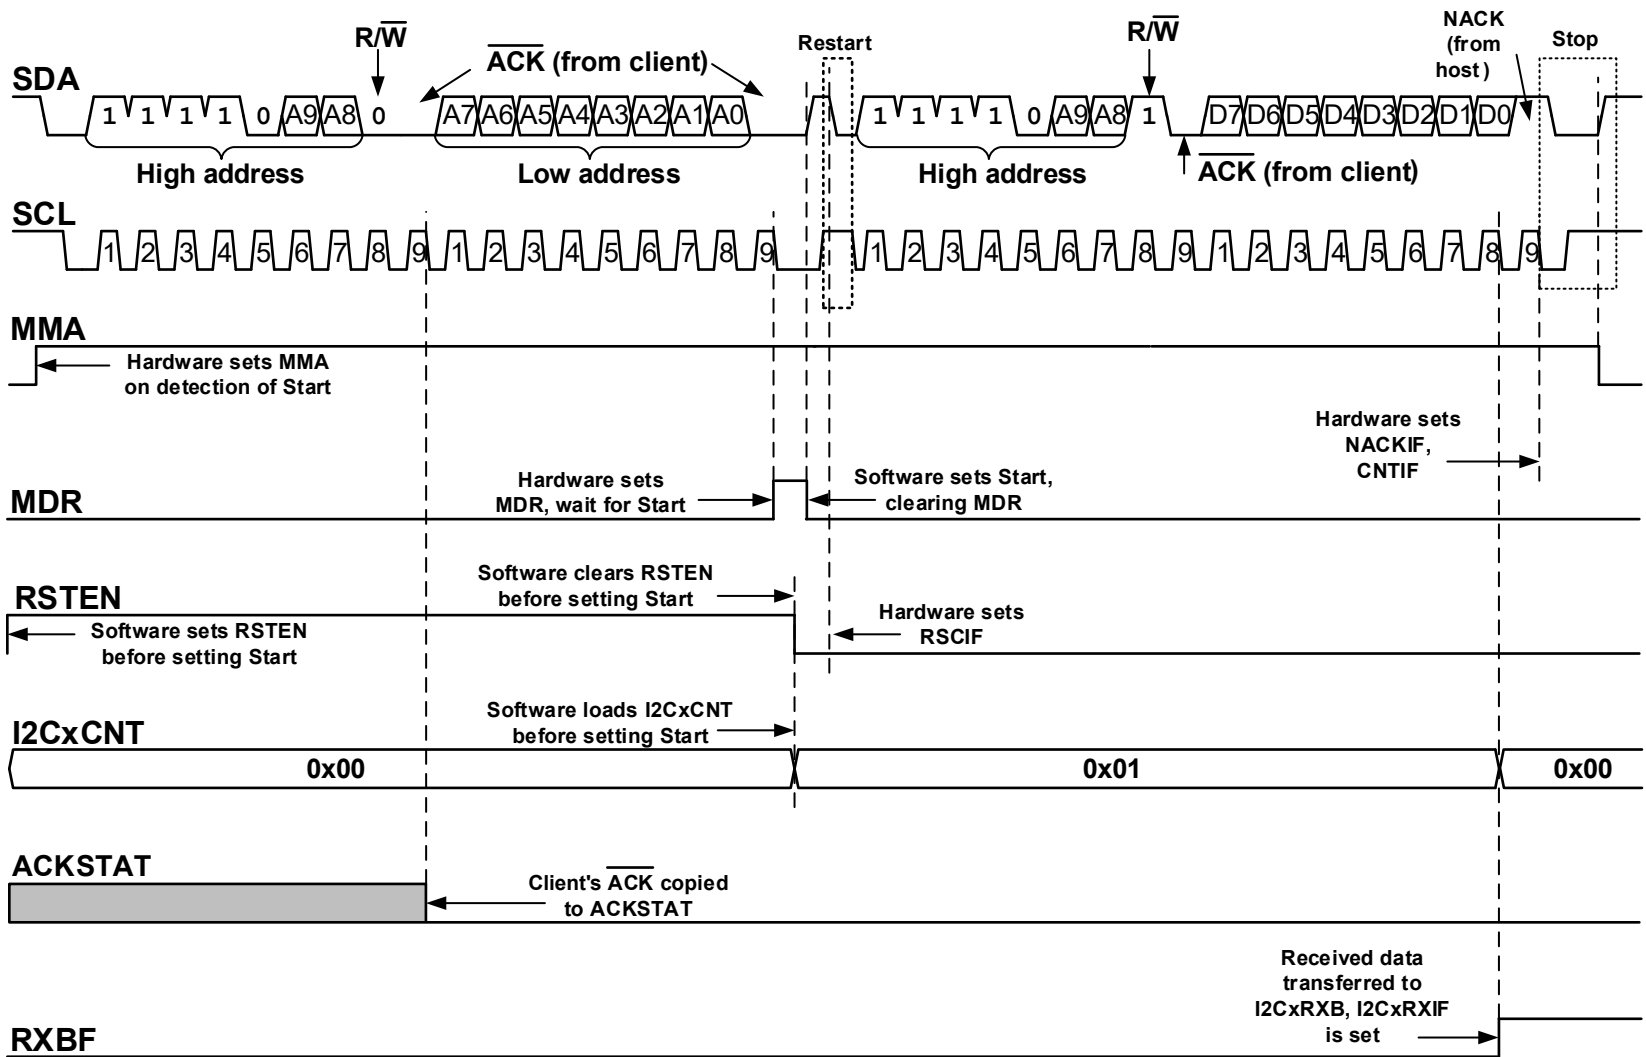 R/W
ACK (from client)
Restart
R/W
NACK
(from
host )
Stop
SDA
1 1 1 1 0 A9 A8 0 A7 A6 A5 A4 A3 A2 A1 A0 1 1 1 1 0 A9 A8 1 D7 D6 D5 D4 D3 D2 D1 D0
High address
Low address
High address
ACK (from client)
SCL
1 2 3 4 5 6 7 8 9 1 2 3 4 5 6 7 8 9 1 2 3 4 5 6 7 8 9 1 2 3 4 5 6 7 8 9
MMA
Hardware sets MMA
on detection of Start
Hardware sets
NACKIF,
CNTIF
MDR
Hardware sets
MDR, wait for Start
Software sets Start,
clearing MDR
RSTEN
Software sets RSTEN
before setting Start
Software clears RSTEN
before setting Start
Hardware sets
RSCIF
I2CxCNT
Software loads I2CxCNT
before setting Start
0x00 0x01 0x00
ACKSTAT
Client's ACK copied
to ACKSTAT
RXBF
Received data
transferred to
I2CxRXB, I2CxRXIF
is set